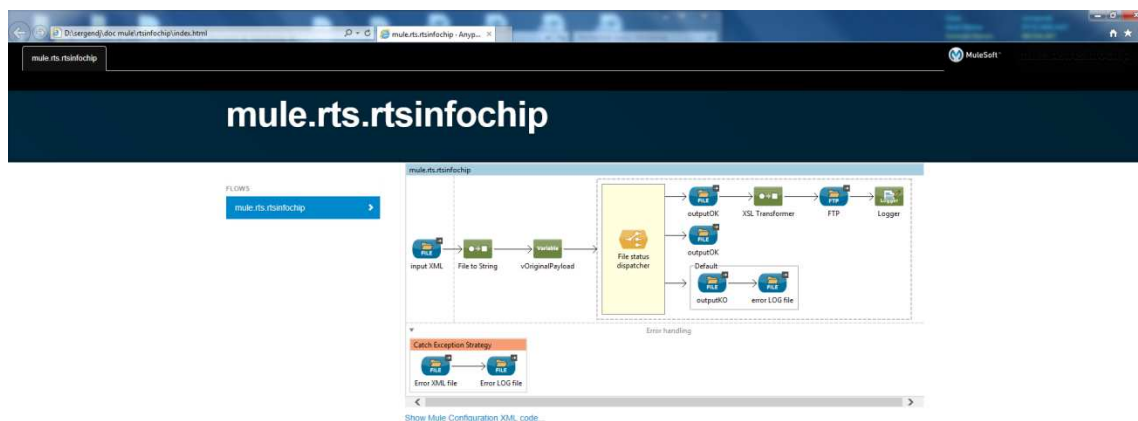 D:\sergendj\doc mule\rtsinfochip\index.html
mule.rts.rtsinfochip - Anyp...
mule.rts.rtsinfochip
MuleSoft™
mule.rts.rtsinfochip
FLOWS
mule.rts.rtsinfochip
mule.rts.rtsinfochip
FILE
outputOK
XSL Transformer
FTP
FTP
Logger
Logger
FILE
input XML
File to String
Variable
vOriginalPayload
File status
dispatcher
FILE
outputOK
Default
FILE
outputKO
FILE
error LOG file
Error handling
Catch Exception Strategy
FILE
Error XML file
FILE
Error LOG file
Show Mule Configuration XML code...